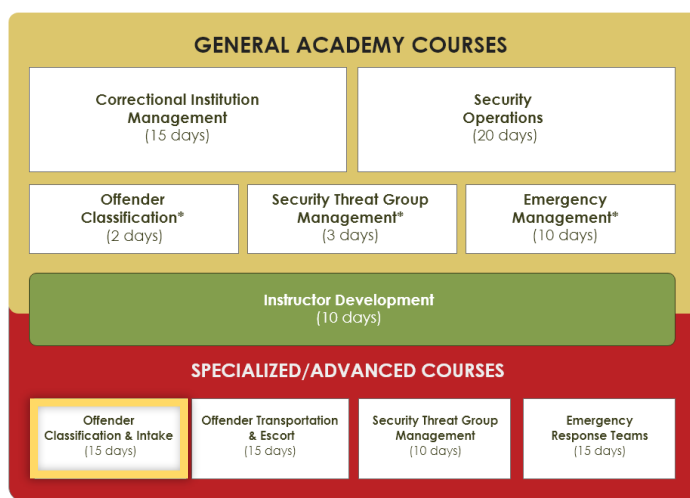 GENERAL ACADEMY COURSES
Correctional Institution
Management
(15 days)
Security
Operations
(20 days)
Offender
Classification*
(2 days)
Security Threat Group
Management*
(3 days)
Emergency
Management*
(10 days)
Instructor Development
(10 days)
SPECIALIZED/ADVANCED COURSES
Offender
Classification & Intake
(15 days)
Offender Transportation
& Escort
(15 days)
Security Threat Group
Management
(10 days)
Emergency
Response Teams
(15 days)